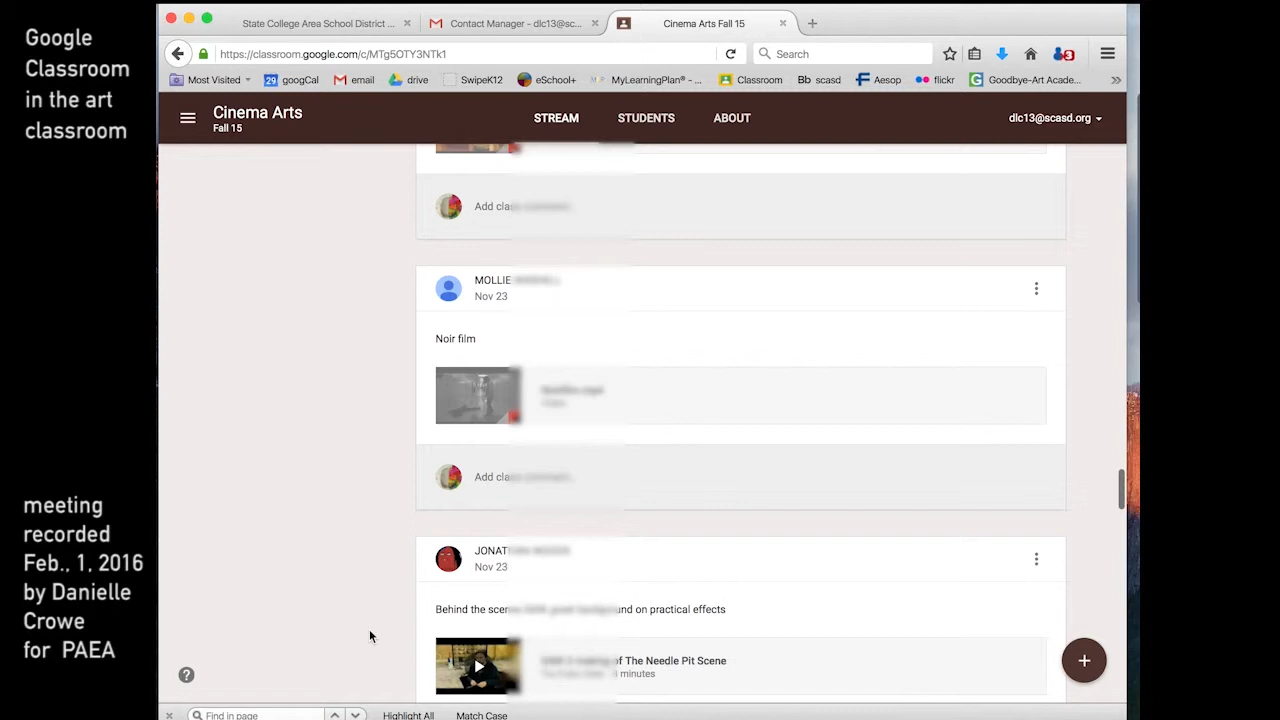 Google
Classroom
in the art
classroom
meeting
recorded
Feb., 1, 2016
by Danielle
Crowe
for PAEA
State College Area School District ...
Contact Manager - dlc13@sc...
Cinema Arts Fall 15
https://classroom.google.com/c/MTg5OTY3NTk1
Search
3
Most Visited
29 googCal
email
drive
SwipeK12
eSchool+
MyLearningPlan® -...
Classroom
Bb scasd
Aesop
flickr
Goodbye-Art Acade...
Cinema Arts
Fall 15
STREAM
STUDENTS
ABOUT
dlc13@scasd.org
Add cla
MOLLIE
Nov 23
Noir film
Add cla
JONAT
Nov 23
Behind the scene on practical effects
of The Needle Pit Scene
minutes
Find in page
Highlight All
Match Case